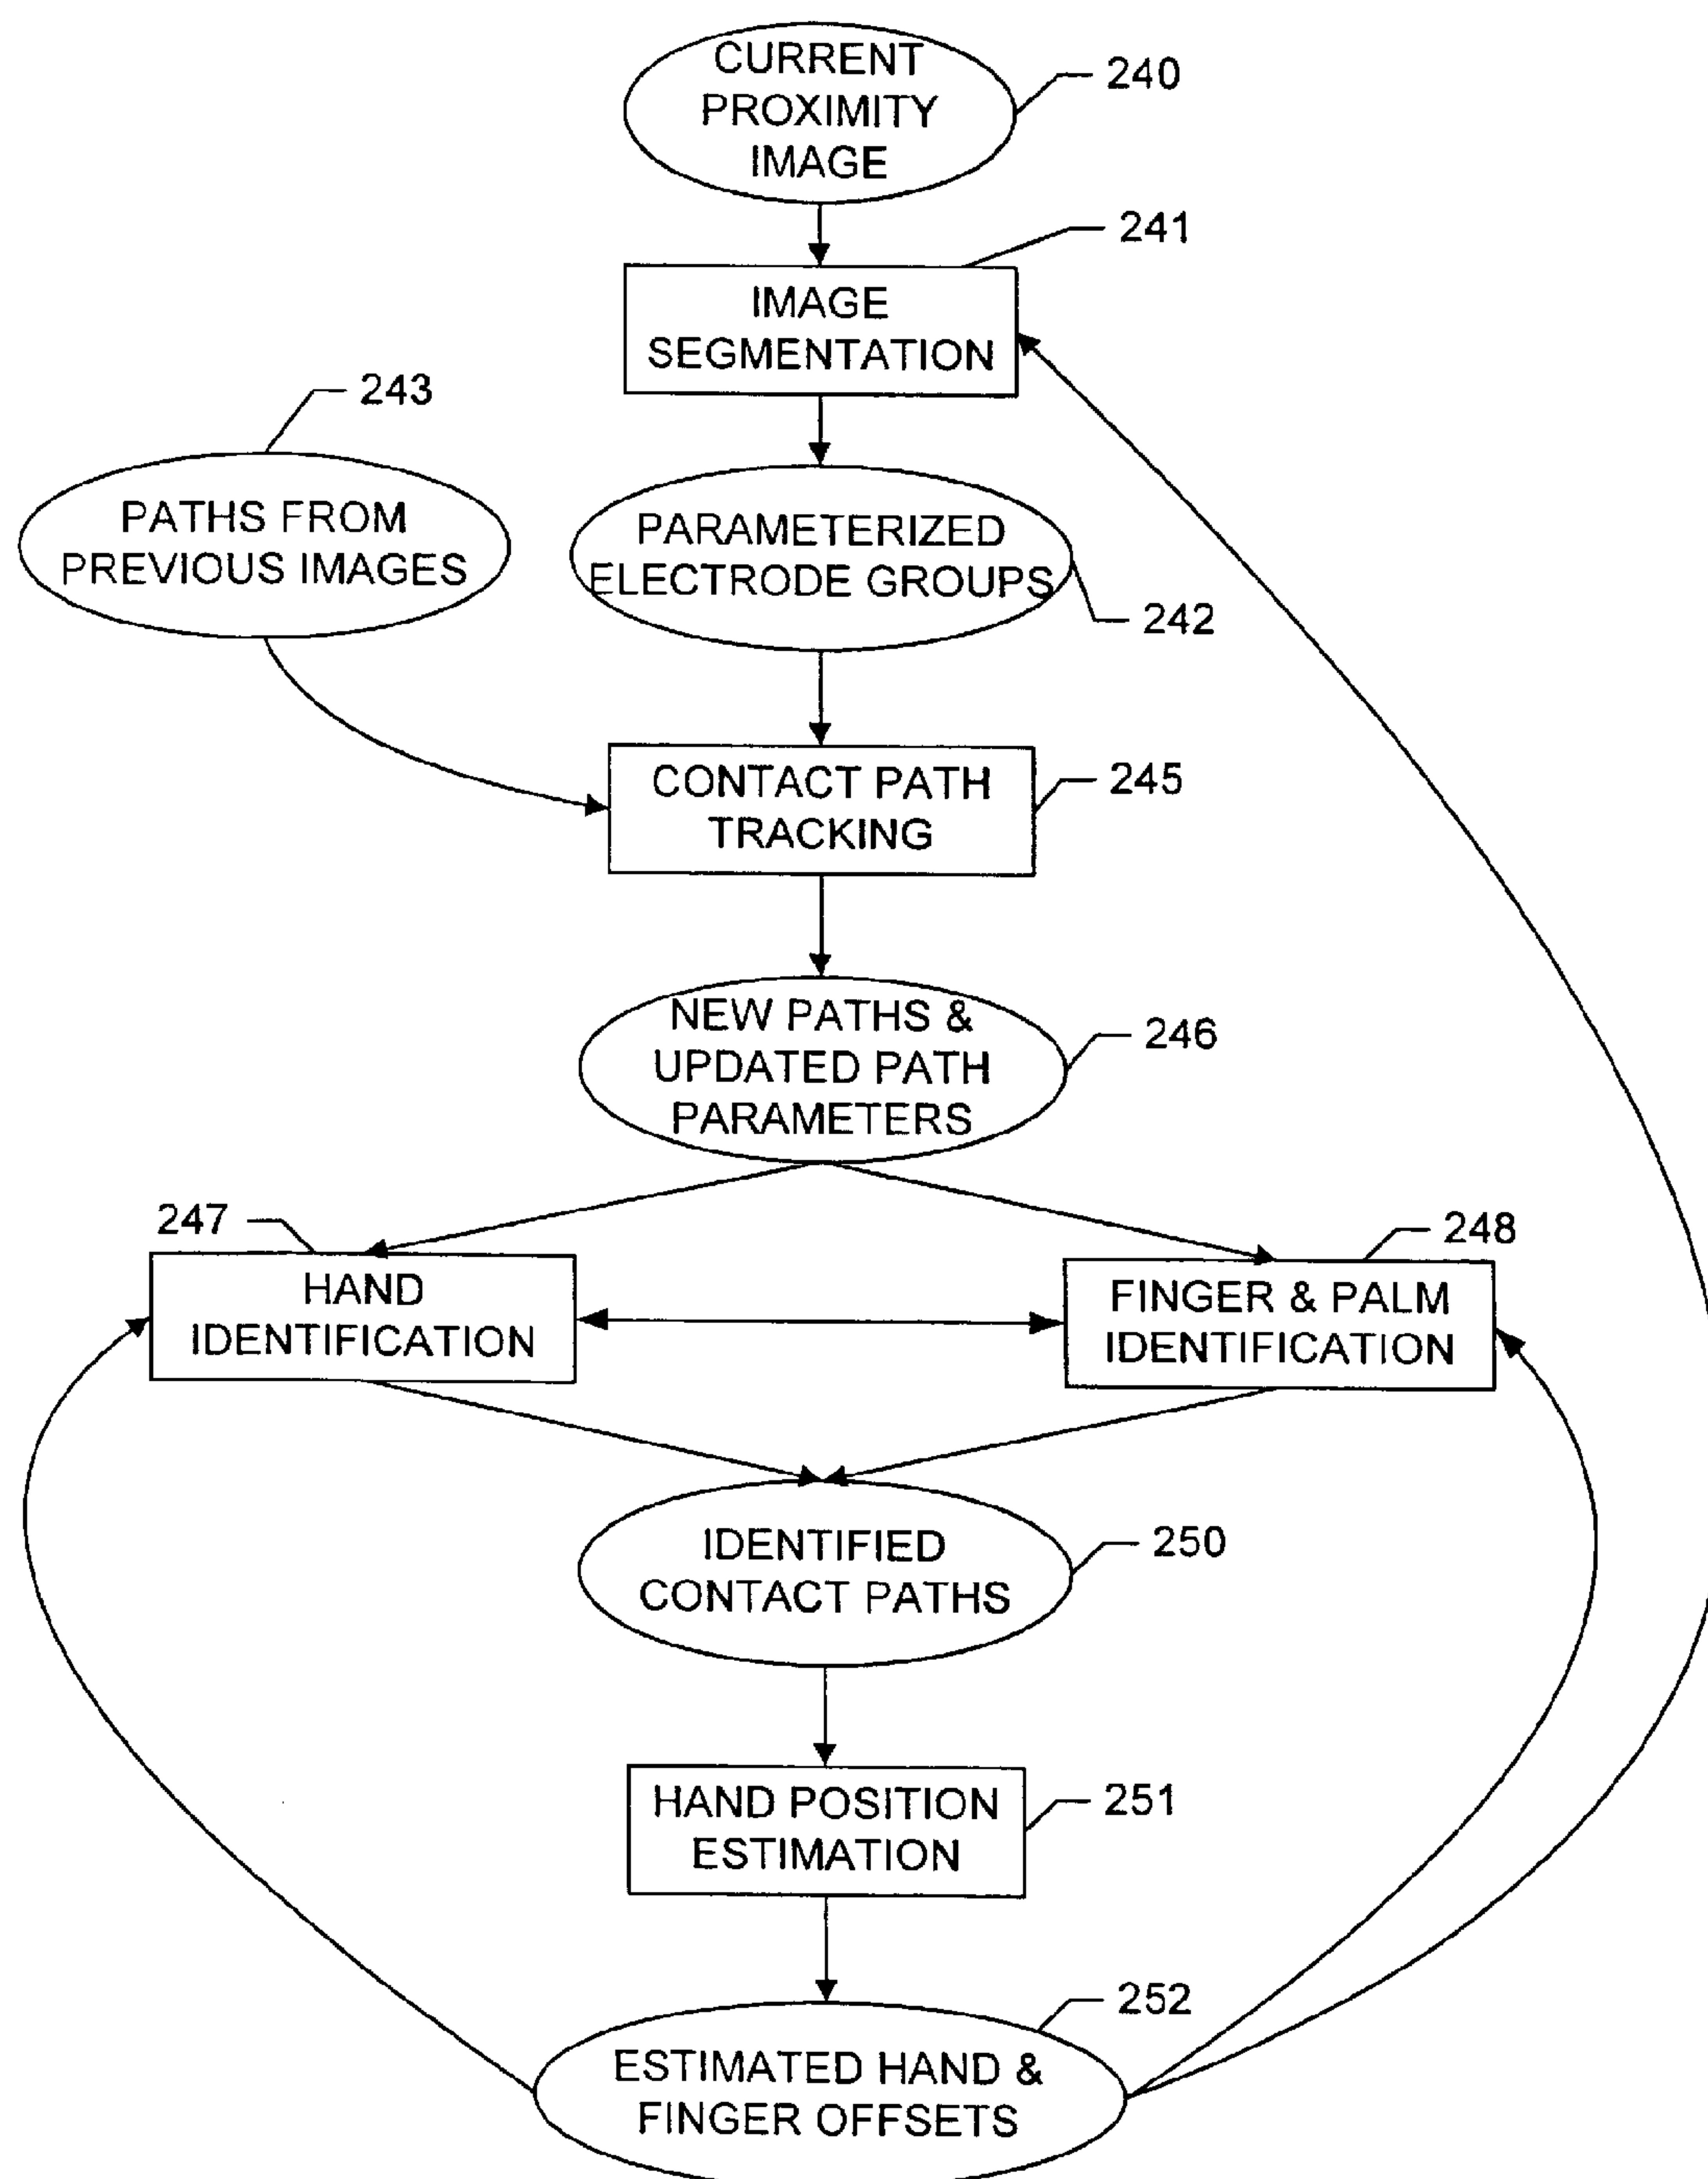 CURRENT
PROXIMITY
IMAGE
240
241
IMAGE
SEGMENTATION
243
PATHS FROM
PREVIOUS IMAGES
PARAMETERIZED
ELECTRODE GROUPS
242
CONTACT PATH
TRACKING
245
NEW PATHS &
UPDATED PATH
PARAMETERS
246
247
HAND
IDENTIFICATION
248
FINGER & PALM
IDENTIFICATION
IDENTIFIED
CONTACT PATHS
250
HAND POSITION
ESTIMATION
251
252
ESTIMATED HAND &
FINGER OFFSETS